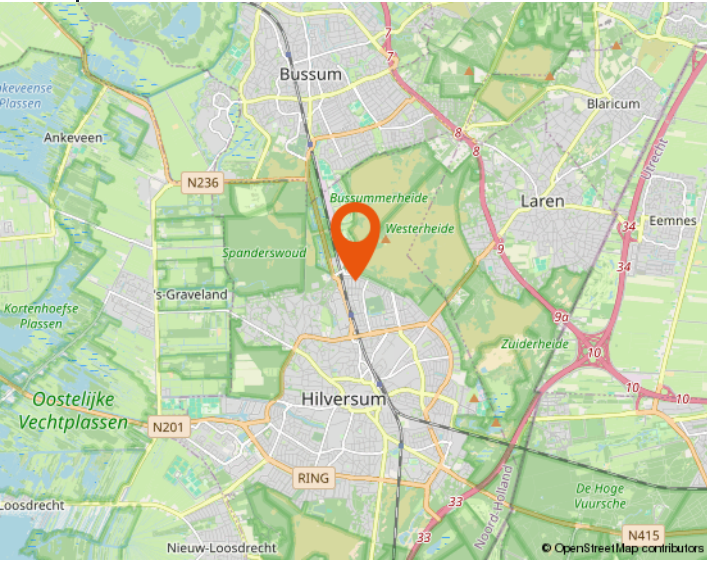 7
7
Bussum
nkeveense
Plassen
Blaricum
Ankeveen
8
8
Utrecht
N236
Bussummerheide
Laren
Westerheide
34
Eemnes
Spanderswoud
9
34
's-Graveland
Kortenhoefse
Plassen
9a
Zuiderheide
10
10
10
Oostelijke
Vechtplassen
Hilversum
N201
RING
De Hoge
Vuursche
Loosdrecht
33
Noord-Holland
33
N415
Nieuw-Loosdrecht
© OpenStreetMap contributors